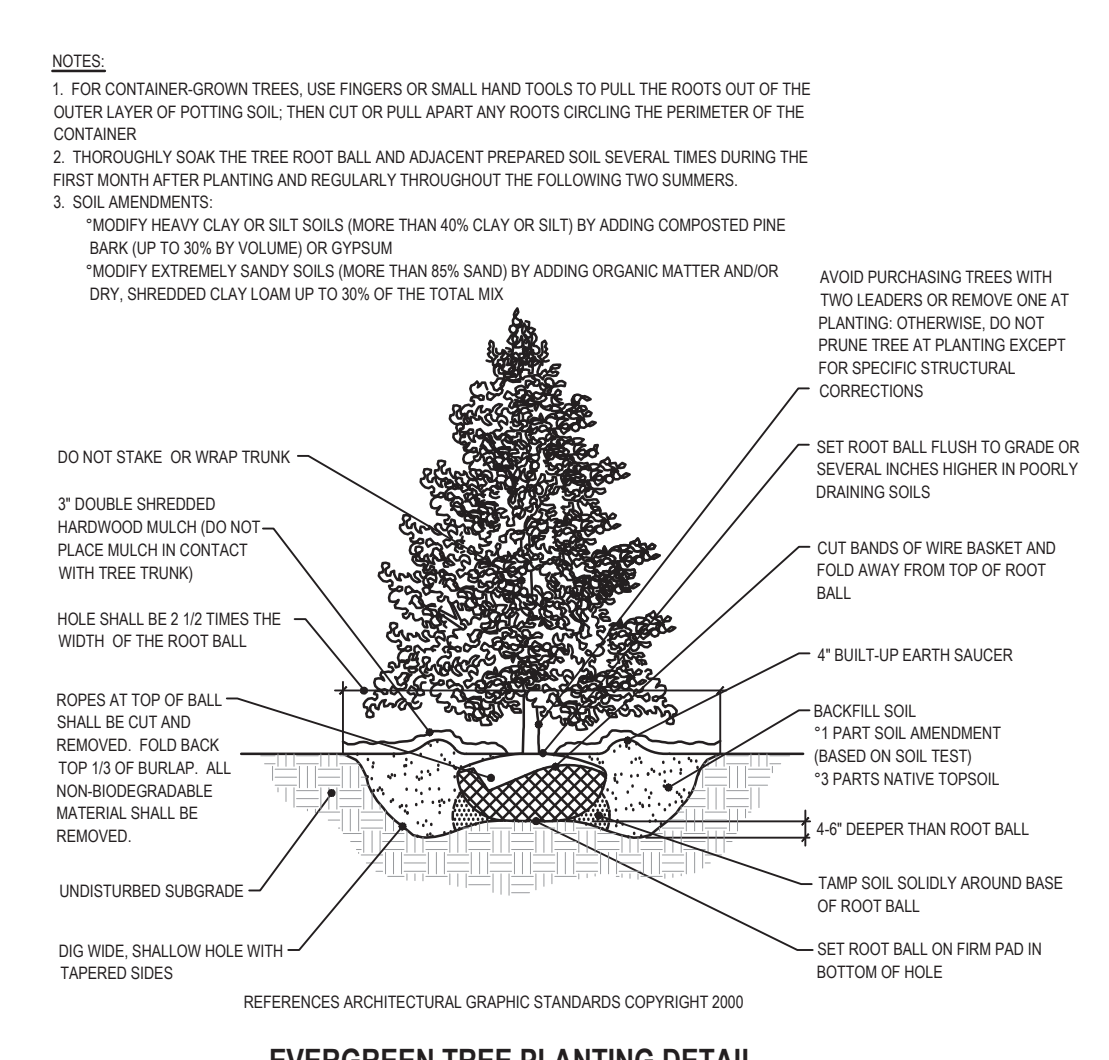 NOTES:
1. FOR CONTAINER-GROWN TREES, USE FINGERS OR SMALL HAND TOOLS TO PULL THE ROOTS OUT OF THE
OUTER LAYER OF POTTING SOIL; THEN CUT OR PULL APART ANY ROOTS CIRCLING THE PERIMETER OF THE
CONTAINER
2. THOROUGHLY SOAK THE TREE ROOT BALL AND ADJACENT PREPARED SOIL SEVERAL TIMES DURING THE
FIRST MONTH AFTER PLANTING AND REGULARLY THROUGHOUT THE FOLLOWING TWO SUMMERS.
3. SOIL AMENDMENTS:
°MODIFY HEAVY CLAY OR SILT SOILS (MORE THAN 40% CLAY OR SILT) BY ADDING COMPOSTED PINE
BARK (UP TO 30% BY VOLUME) OR GYPSUM
°MODIFY EXTREMELY SANDY SOILS (MORE THAN 85% SAND) BY ADDING ORGANIC MATTER AND/OR
DRY, SHREDDED CLAY LOAM UP TO 30% OF THE TOTAL MIX
DO NOT STAKE OR WRAP TRUNK
3" DOUBLE SHREDDED
HARDWOOD MULCH (DO NOT
PLACE MULCH IN CONTACT
WITH TREE TRUNK)
HOLE SHALL BE 2 1/2 TIMES THE
WIDTH OF THE ROOT BALL
ROPES AT TOP OF BALL
SHALL BE CUT AND
REMOVED. FOLD BACK
TOP 1/3 OF BURLAP. ALL
NON-BIODEGRADABLE
MATERIAL SHALL BE
REMOVED.
UNDISTURBED SUBGRADE
DIG WIDE, SHALLOW HOLE WITH
TAPERED SIDES
AVOID PURCHASING TREES WITH
TWO LEADERS OR REMOVE ONE AT
PLANTING: OTHERWISE, DO NOT
PRUNE TREE AT PLANTING EXCEPT
FOR SPECIFIC STRUCTURAL
CORRECTIONS
SET ROOT BALL FLUSH TO GRADE OR
SEVERAL INCHES HIGHER IN POORLY
DRAINING SOILS
CUT BANDS OF WIRE BASKET AND
FOLD AWAY FROM TOP OF ROOT
BALL
4" BUILT-UP EARTH SAUCER
BACKFILL SOIL
°1 PART SOIL AMENDMENT
(BASED ON SOIL TEST)
°3 PARTS NATIVE TOPSOIL
4-6" DEEPER THAN ROOT BALL
TAMP SOIL SOLIDLY AROUND BASE
OF ROOT BALL
SET ROOT BALL ON FIRM PAD IN
BOTTOM OF HOLE
REFERENCES ARCHITECTURAL GRAPHIC STANDARDS COPYRIGHT 2000
EVERGREEN TREE PLANTING DETAIL